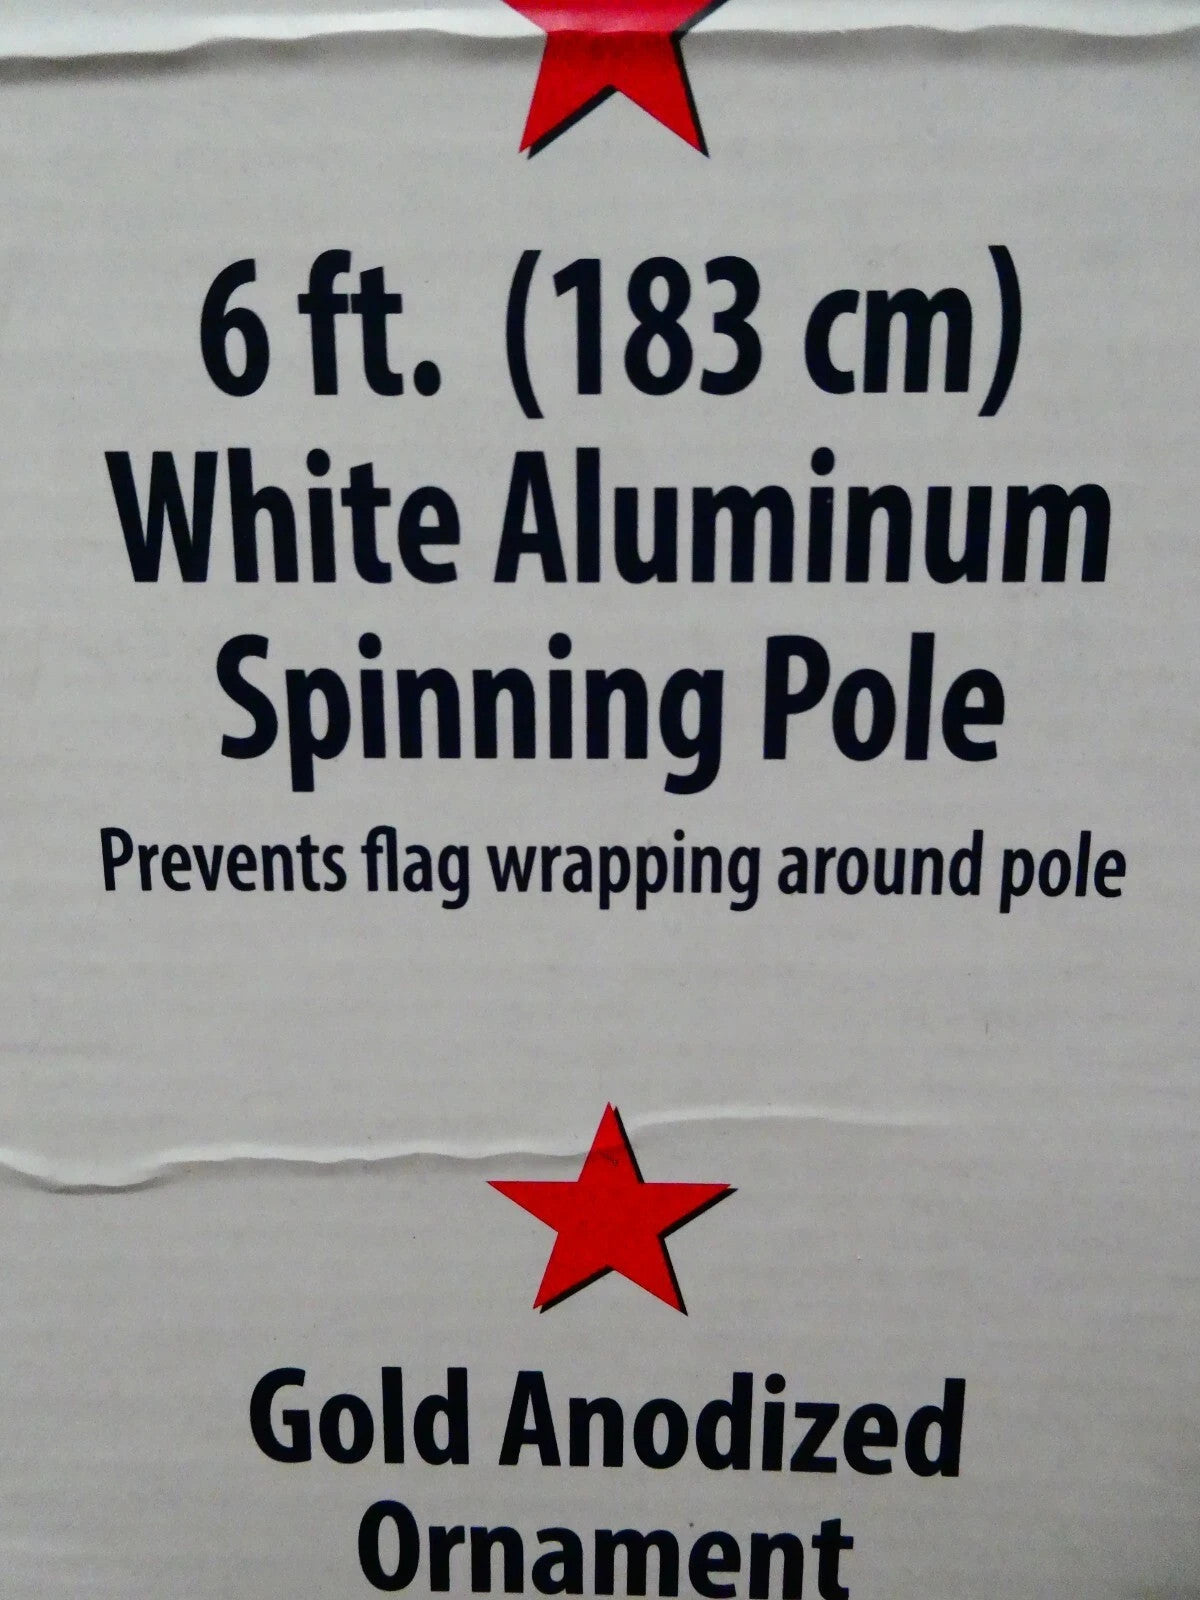 6 ft. (183 cm)
White Aluminum
Spinning Pole
Prevents flag wrapping around pole
Gold Anodized
Ornament